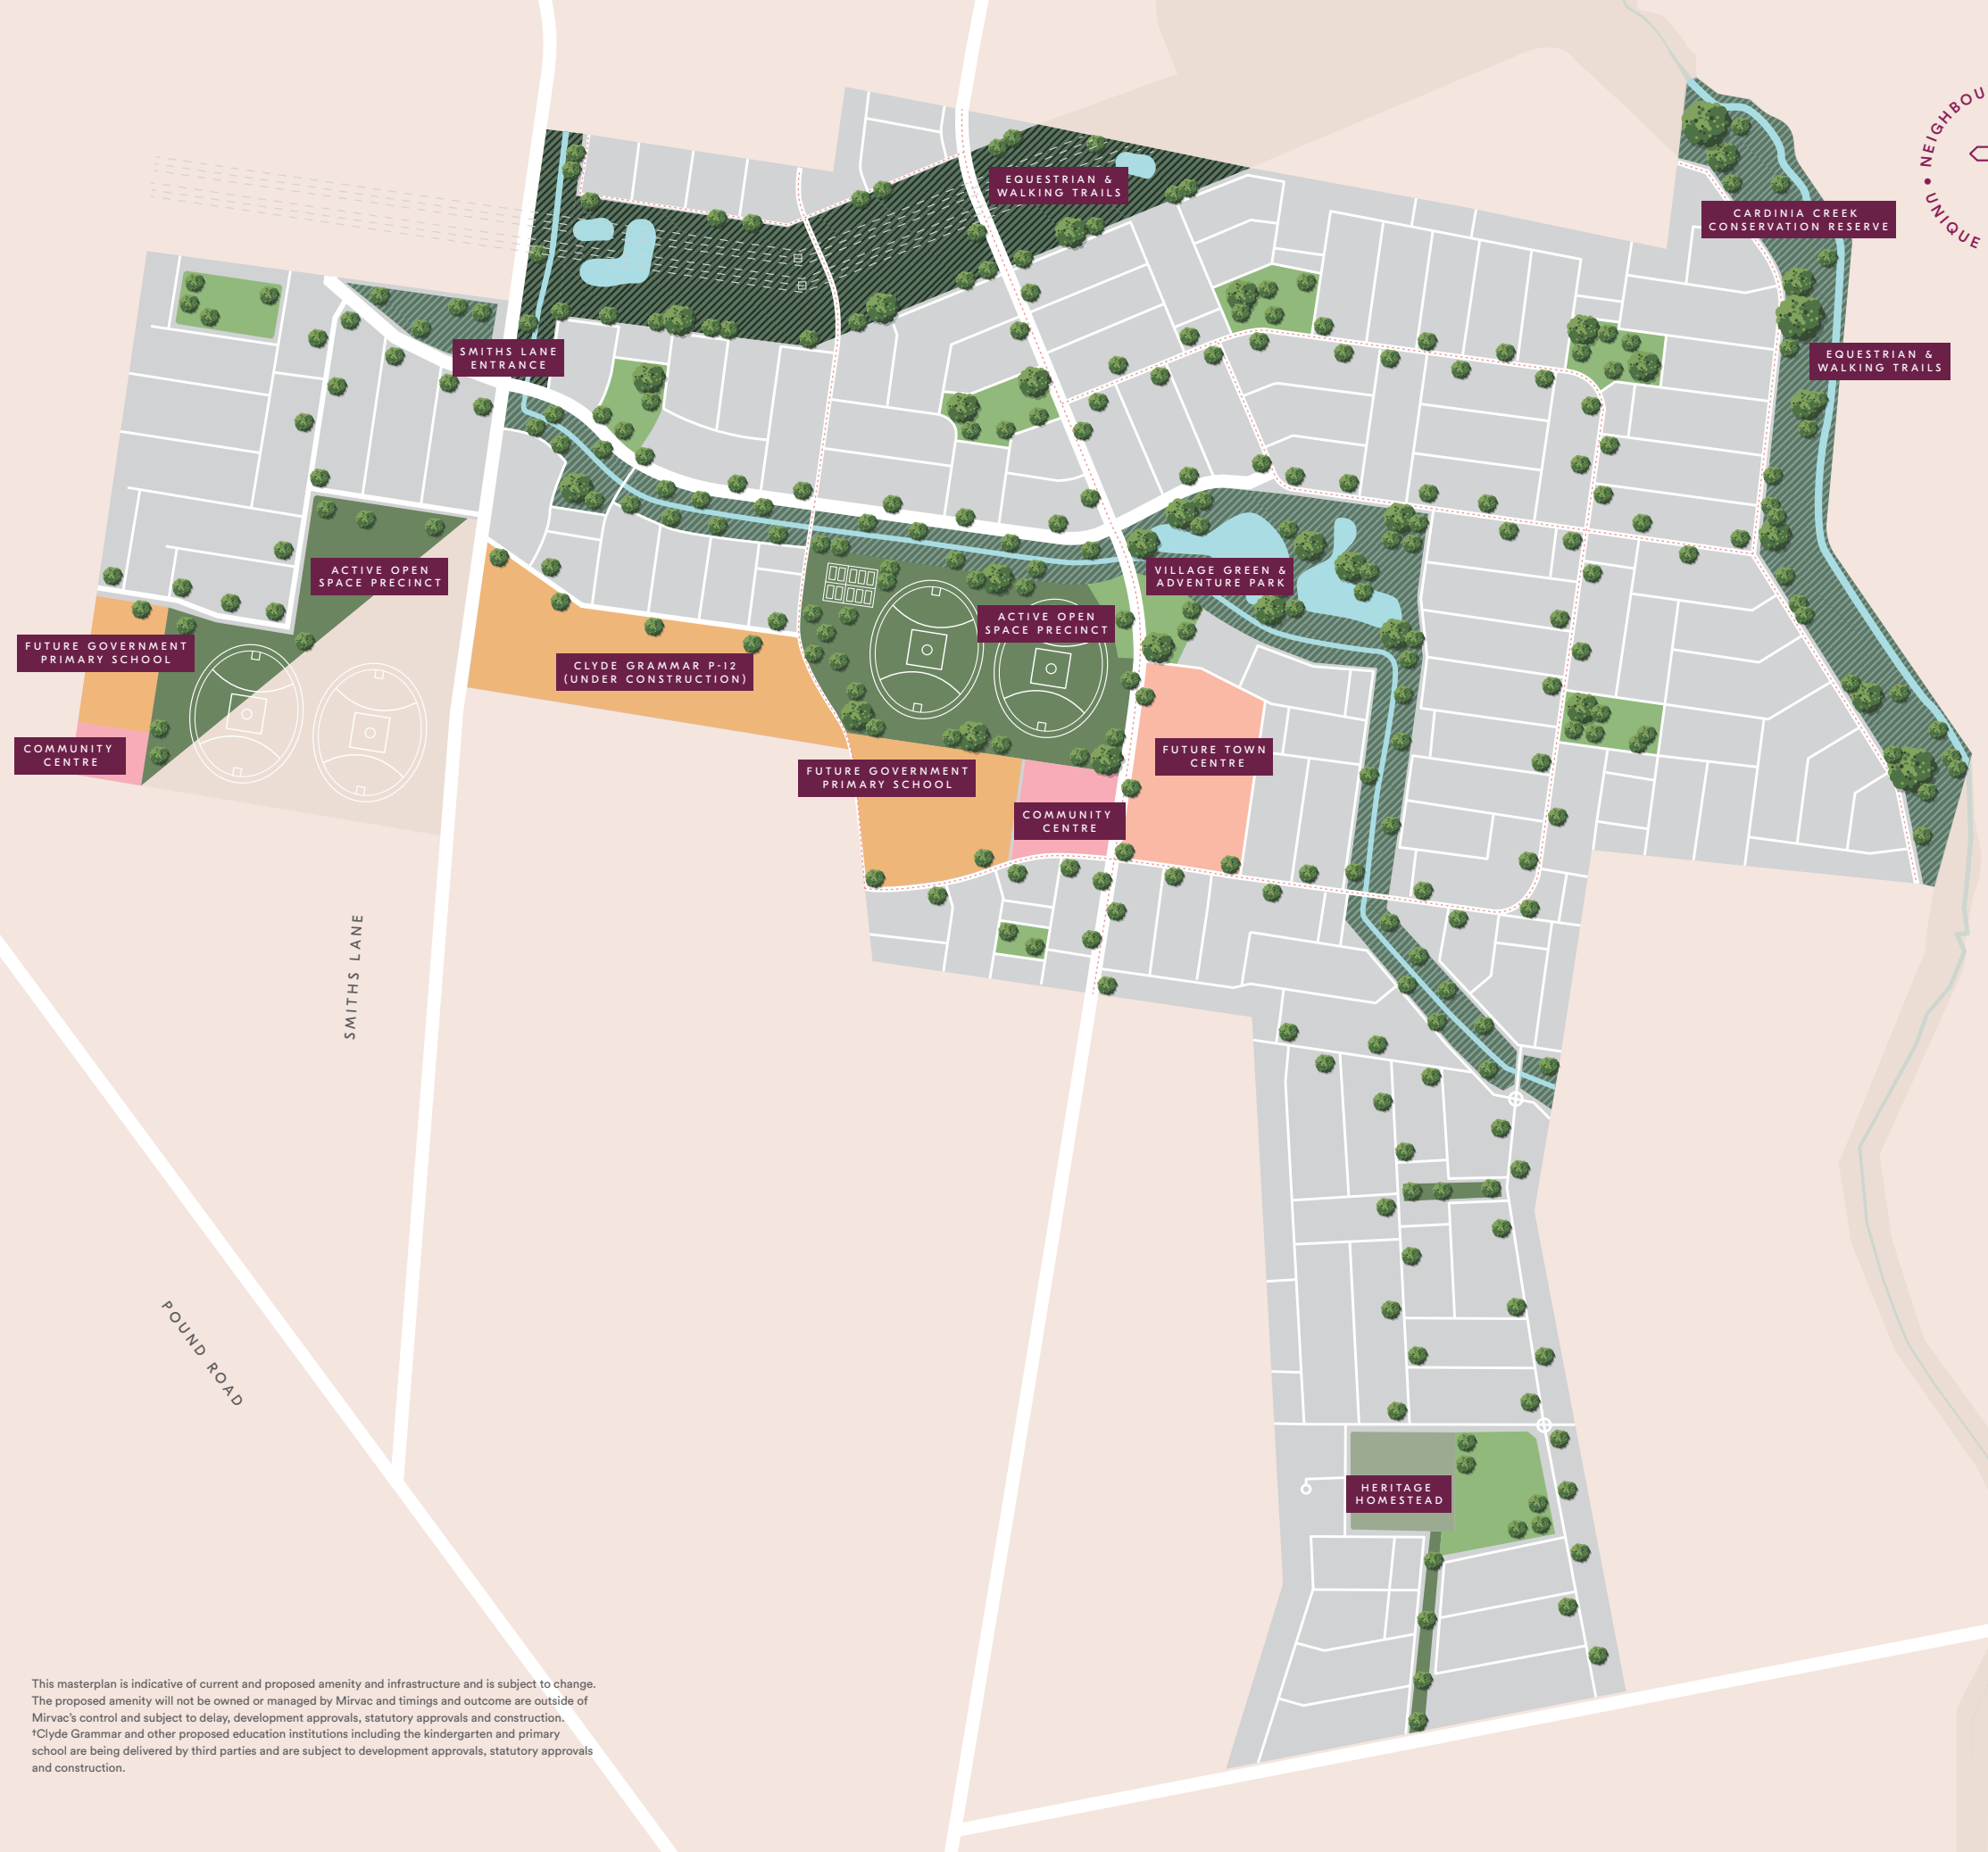 NEIGHBOU
• UNIQUE
EQUESTRIAN &
WALKING TRAILS
CARDINIA CREEK
CONSERVATION RESERVE
SMITHS LANE
ENTRANCE
EQUESTRIAN &
WALKING TRAILS
ACTIVE OPEN
SPACE PRECINCT
VILLAGE GREEN &
ADVENTURE PARK
ACTIVE OPEN
SPACE PRECINCT
FUTURE GOVERNMENT
PRIMARY SCHOOL
CLYDE GRAMMAR P-12
(UNDER CONSTRUCTION)
COMMUNITY
CENTRE
FUTURE TOWN
CENTRE
FUTURE GOVERNMENT
PRIMARY SCHOOL
COMMUNITY
CENTRE
SMITHS LANE
POUND ROAD
HERITAGE
HOMESTEAD
This masterplan is indicative of current and proposed amenity and infrastructure and is subject to change.
The proposed amenity will not be owned or managed by Mirvac and timings and outcome are outside of
Mirvac's control and subject to delay, development approvals, statutory approvals and construction.
†Clyde Grammar and other proposed education institutions including the kindergarten and primary
school are being delivered by third parties and are subject to development approvals, statutory approvals
and construction.